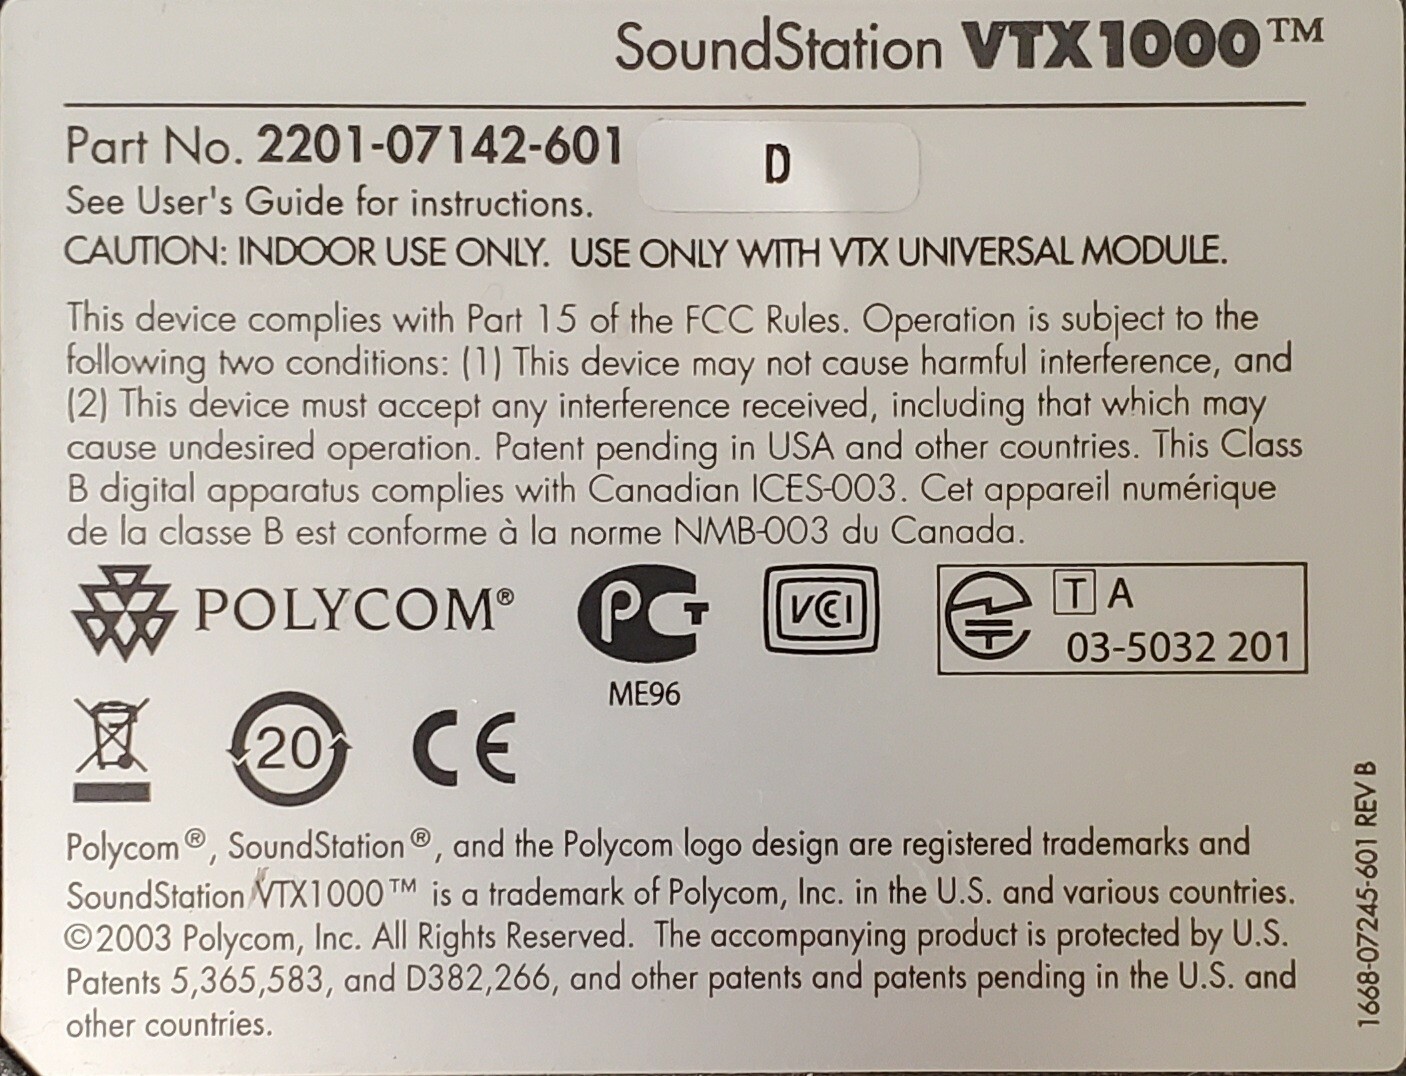 SoundStation VTX1000™
Part No. 2201-07142-601 D
See User's Guide for instructions.
CAUTION: INDOOR USE ONLY. USE ONLY WITH VTX UNIVERSAL MODULE.
This device complies with Part 15 of the FCC Rules. Operation is subject to the
following two conditions: (1) This device may not cause harmful interference, and
(2) This device must accept any interference received, including that which may
cause undesired operation. Patent pending in USA and other countries. This Class
B digital apparatus complies with Canadian ICES-003. Cet appareil numérique
de la classe B est conforme à la norme NMB-003 du Canada.
POLYCOM®
PCT
ME96
VCCI
T A
03-5032 201
20
CE
Polycom®, SoundStation®, and the Polycom logo design are registered trademarks and
SoundStation VTX1000™ is a trademark of Polycom, Inc. in the U.S. and various countries.
©2003 Polycom, Inc. All Rights Reserved. The accompanying product is protected by U.S.
Patents 5,365,583, and D382,266, and other patents and patents pending in the U.S. and
other countries.
1668-07245-601 REV B